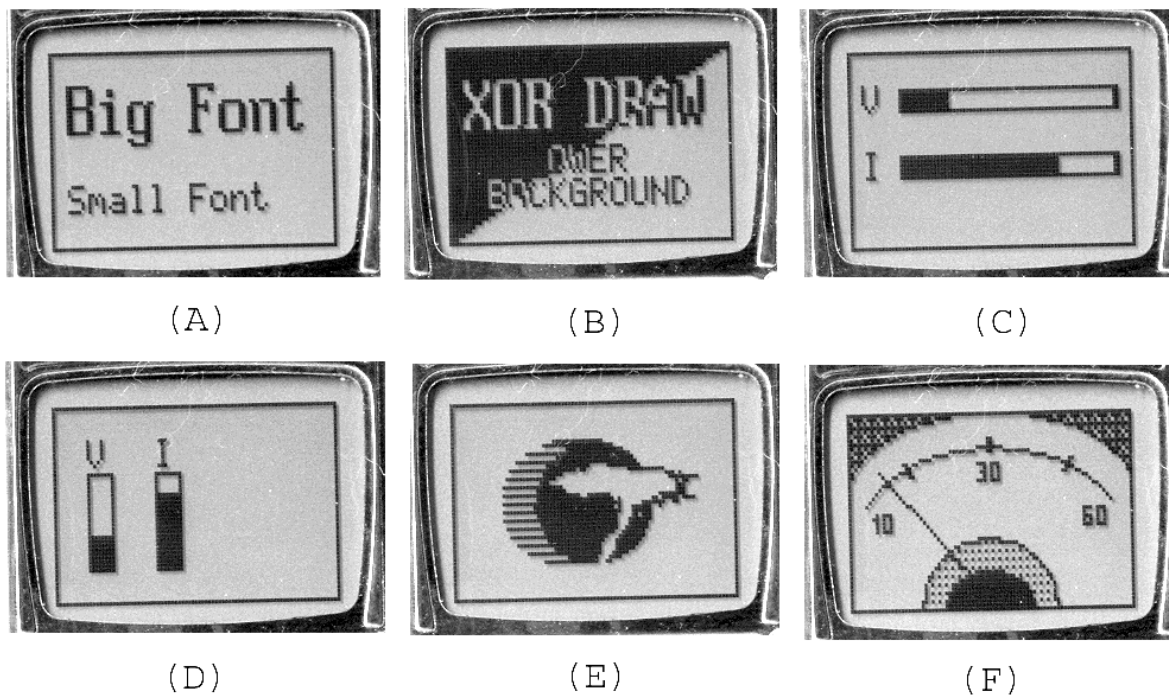 Big Font
Small Font
(A)
XOR DRAW
OWER
BACKGROUND
(B)
V
I
(C)
V I
(D)
(E)
30
10 60
(F)